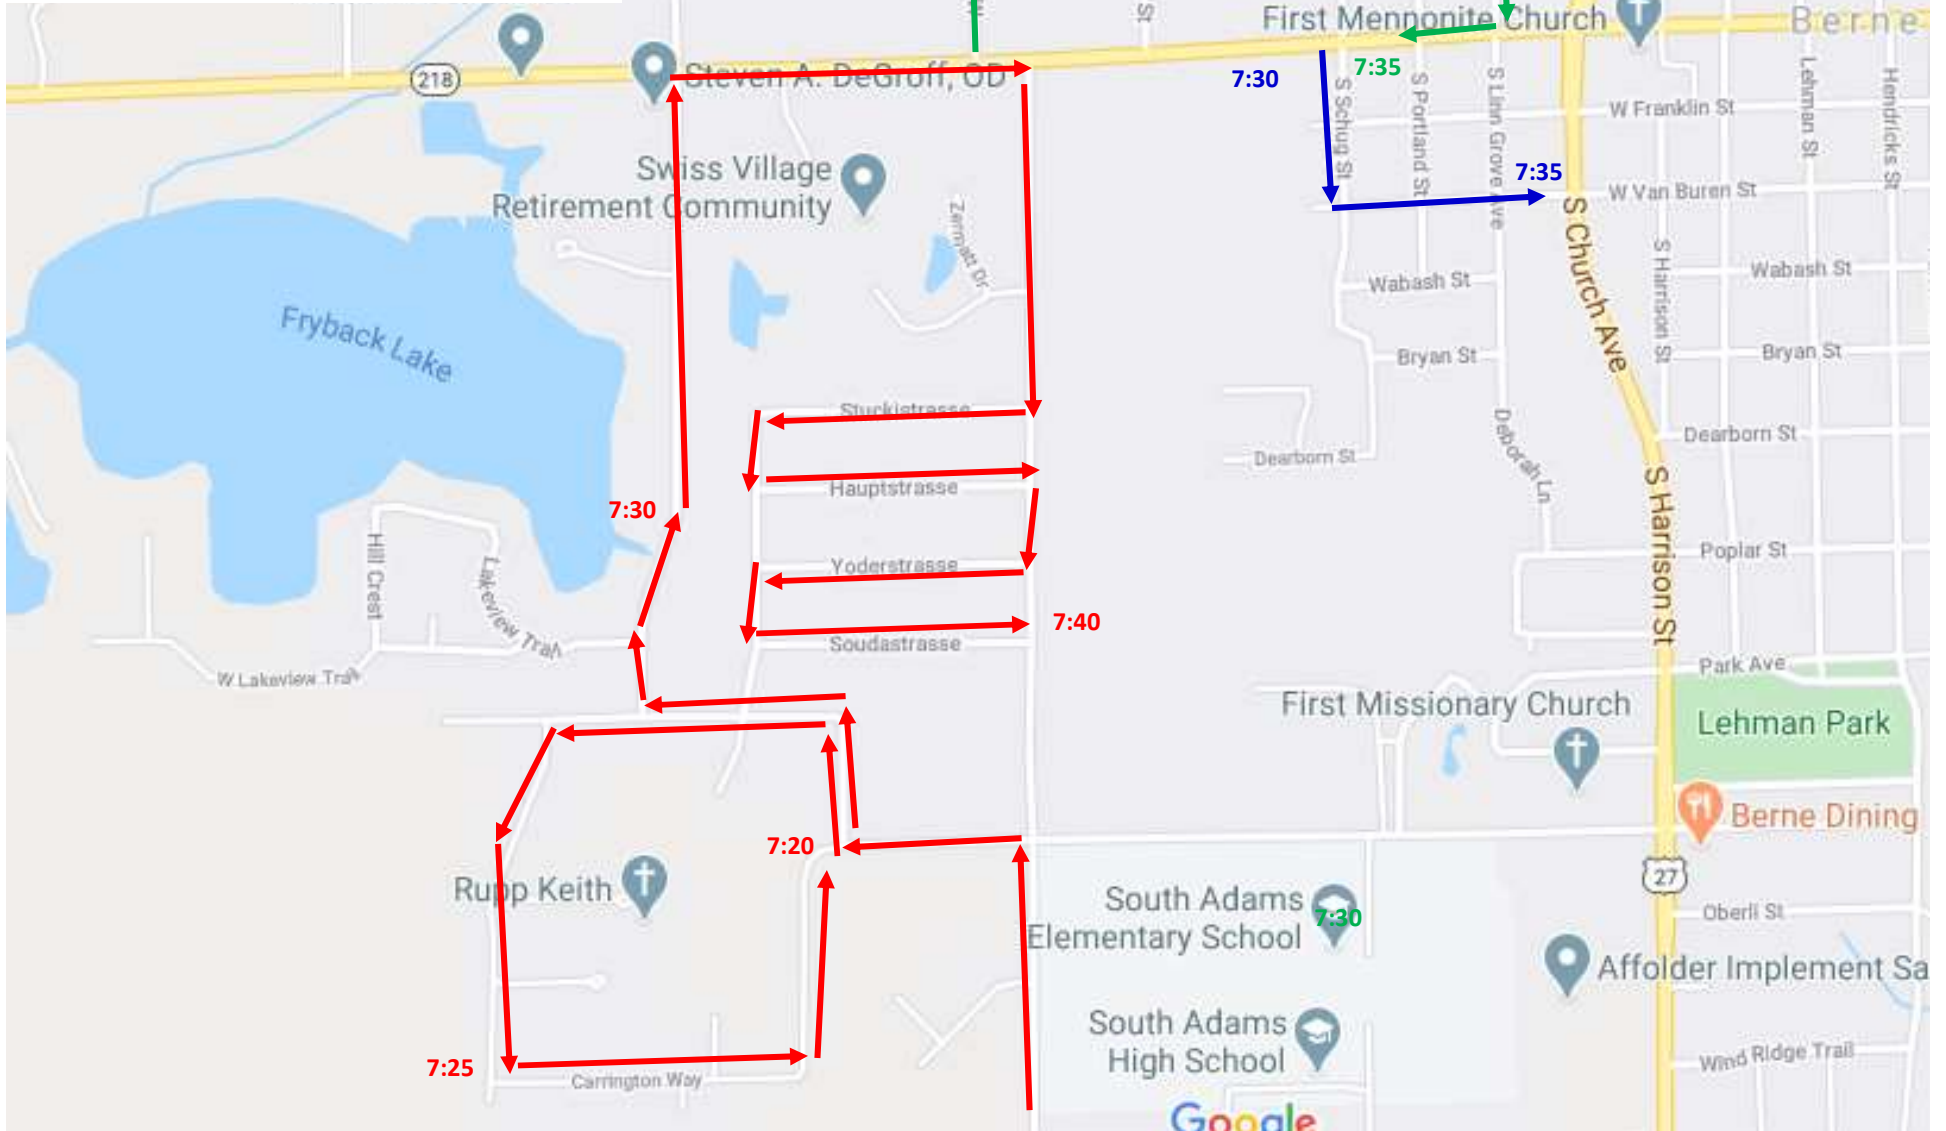 First Mennonite Church
Berne
St
218
Steven A. DeGroff, OD
7:30
7:35
S Schug St
S Portland St
S Linn Grove Ave
W Franklin St
Lehman St
Hendricks St
Swiss Village
Retirement Community
Zermatt Dr
7:35
W Van Buren St
S Church Ave
S Harrison St
Wabash St
Wabash St
Fryback Lake
Bryan St
Bryan St
Stuckistrasse
Deborah Ln
Dearborn St
Dearborn St
Hauptstrasse
7:30
S Harrison St
Hill Crest
Lakeview Trail
Yoderstrasse
Poplar St
7:40
Soudastrasse
W Lakeview Trail
Park Ave
First Missionary Church
Lehman Park
7:20
Berne Dining
27
Rupp Keith
South Adams
Elementary School
7:30
Oberli St
Affolder Implement Sa
South Adams
High School
7:25
Carrington Way
Wind Ridge Trail
Google